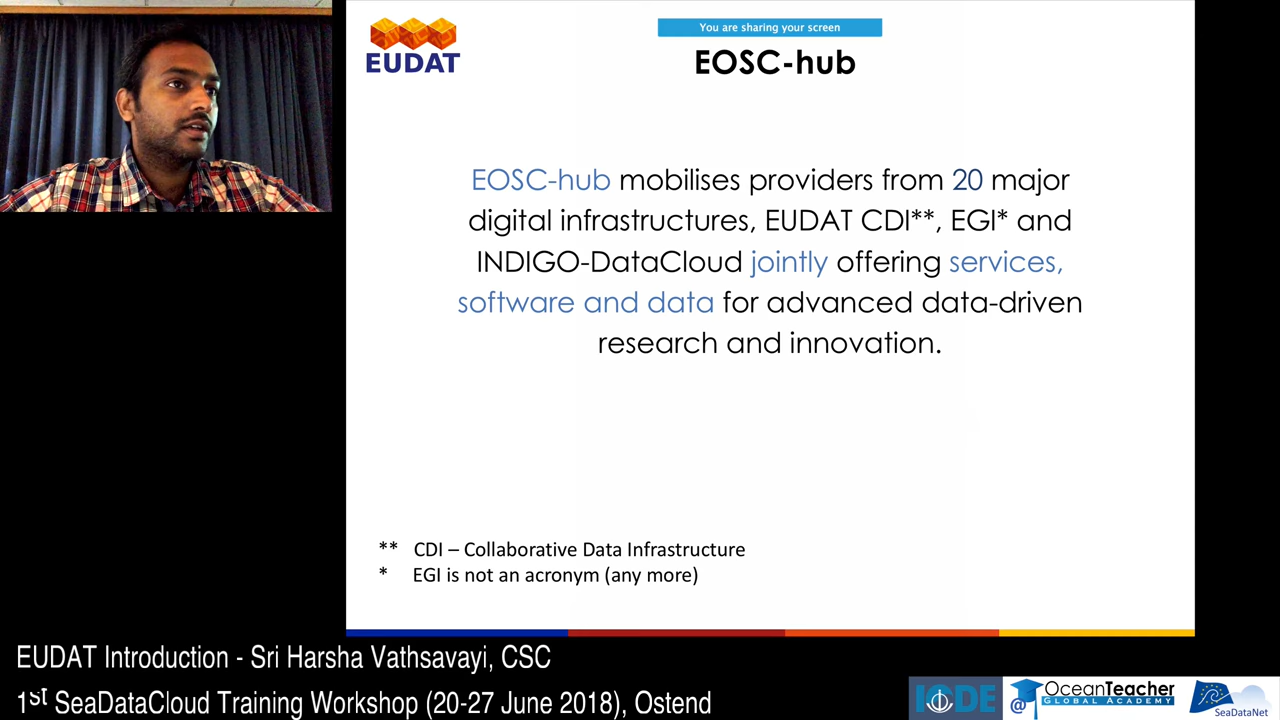 EUDAT
You are sharing your screen
EOSC-hub
EOSC-hub mobilises providers from 20 major
digital infrastructures, EUDAT CDI**, EGI* and
INDIGO-DataCloud jointly offering services,
software and data for advanced data-driven
research and innovation.
** CDI – Collaborative Data Infrastructure
* EGI is not an acronym (any more)
EUDAT Introduction - Sri Harsha Vathsavayi, CSC
1st SeaDataCloud Training Workshop (20-27 June 2018), Ostend
IODE
@
OceanTeacher
GLOBAL ACADEMY
SeaDataNet